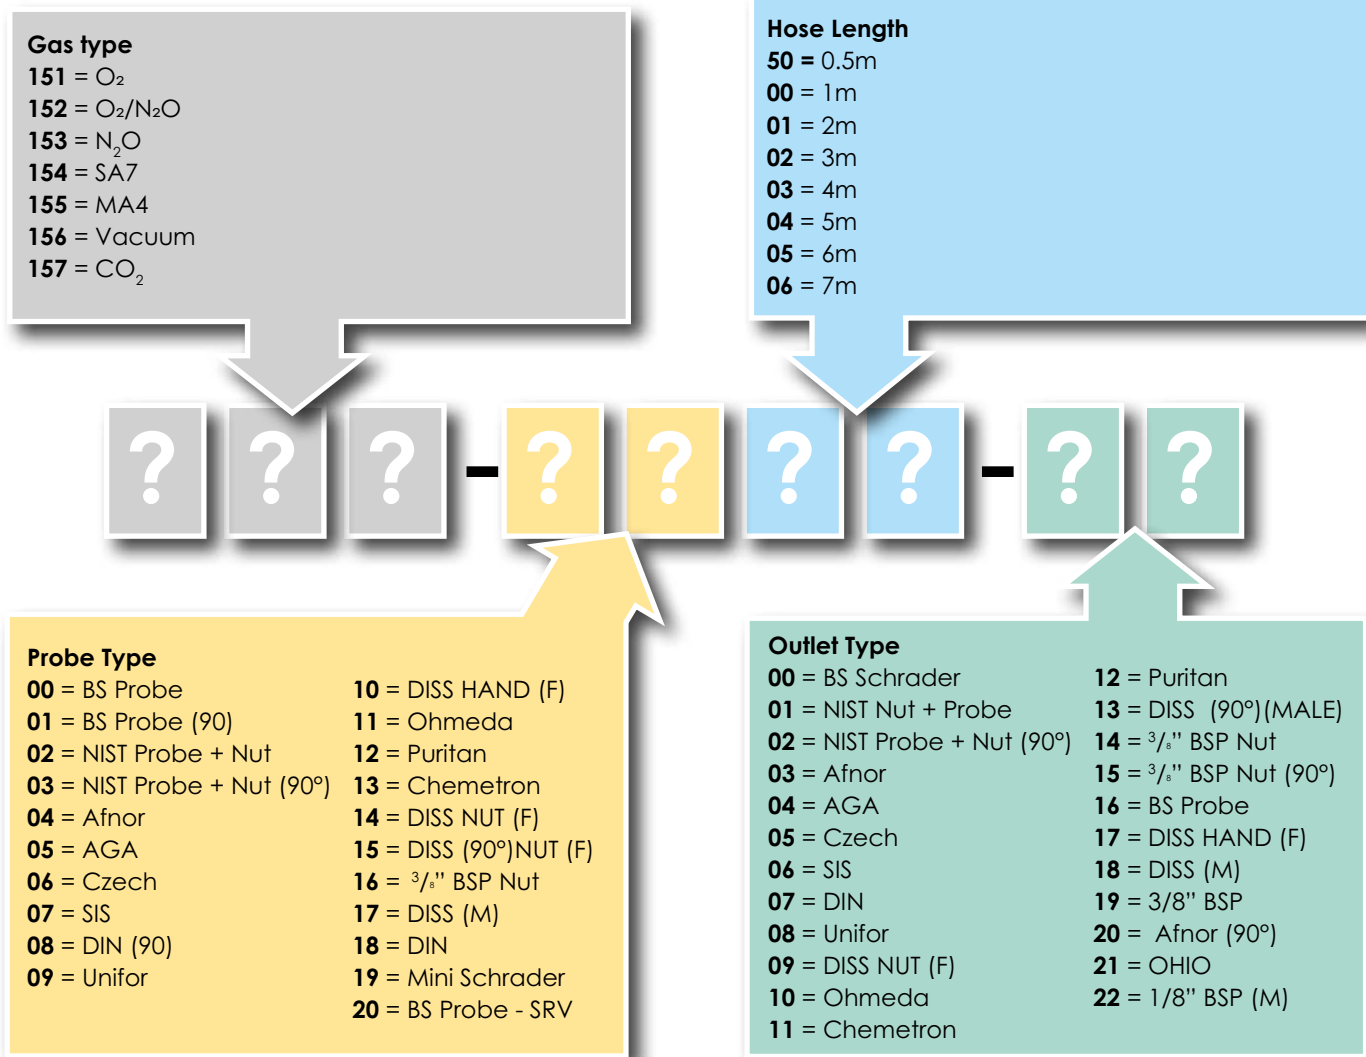 Gas type
151 = O₂
152 = O₂/N₂O
153 = N₂O
154 = SA7
155 = MA4
156 = Vacuum
157 = CO₂
Hose Length
50 = 0.5m
00 = 1m
01 = 2m
02 = 3m
03 = 4m
04 = 5m
05 = 6m
06 = 7m
? ? ? - ? ? ? ? - ? ?
Probe Type
00 = BS Probe
01 = BS Probe (90)
02 = NIST Probe + Nut
03 = NIST Probe + Nut (90°)
04 = Afnor
05 = AGA
06 = Czech
07 = SIS
08 = DIN (90)
09 = Unifor
10 = DISS HAND (F)
11 = Ohmeda
12 = Puritan
13 = Chemetron
14 = DISS NUT (F)
15 = DISS (90°)NUT (F)
16 = ³/₈” BSP Nut
17 = DISS (M)
18 = DIN
19 = Mini Schrader
20 = BS Probe - SRV
Outlet Type
00 = BS Schrader
01 = NIST Nut + Probe
02 = NIST Probe + Nut (90°)
03 = Afnor
04 = AGA
05 = Czech
06 = SIS
07 = DIN
08 = Unifor
09 = DISS NUT (F)
10 = Ohmeda
11 = Chemetron
12 = Puritan
13 = DISS (90°)(MALE)
14 = ³/₈” BSP Nut
15 = ³/₈” BSP Nut (90°)
16 = BS Probe
17 = DISS HAND (F)
18 = DISS (M)
19 = 3/8” BSP
20 = Afnor (90°)
21 = OHIO
22 = 1/8” BSP (M)